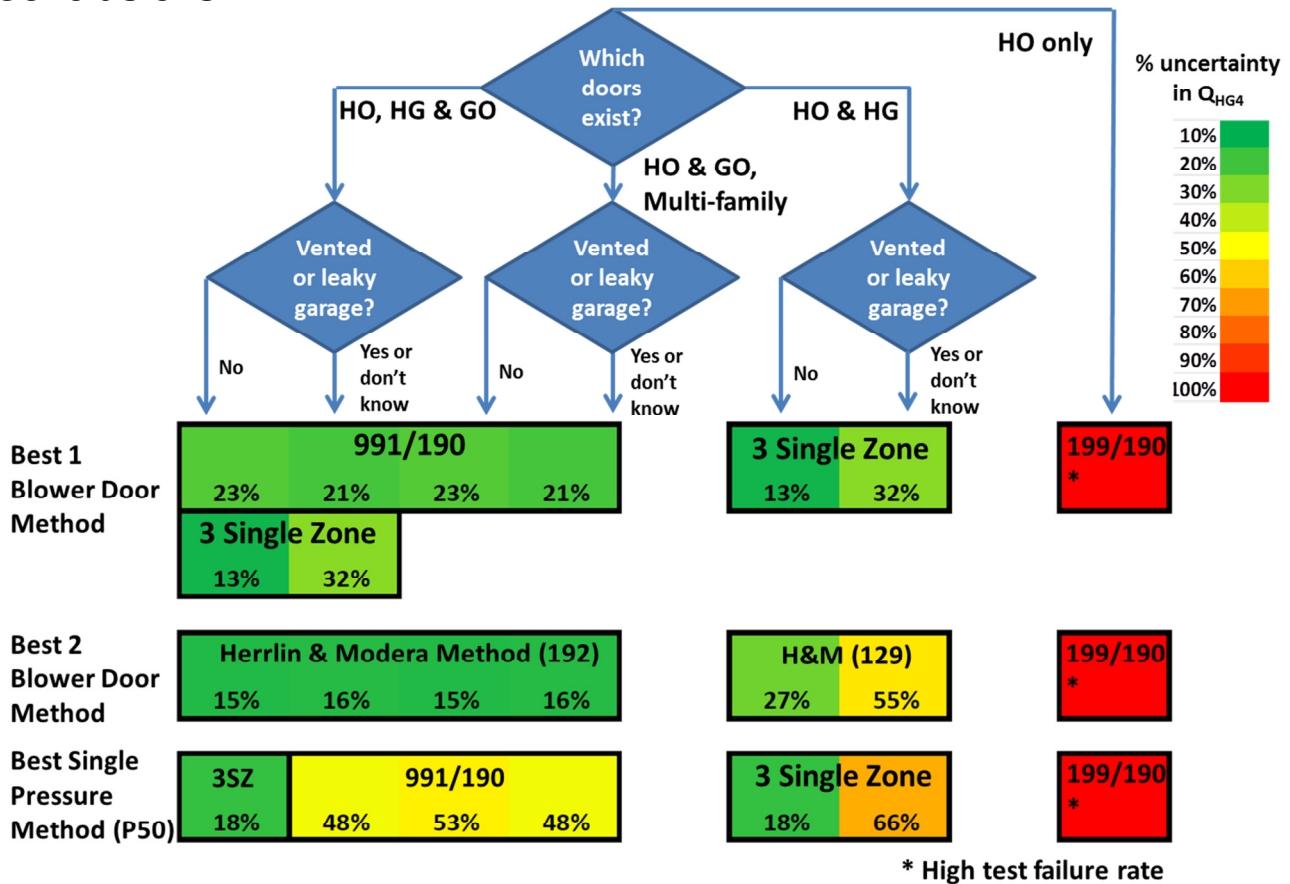 HO only
% uncertainty
in QHG4
10%
20%
30%
40%
50%
60%
70%
80%
90%
100%
Which
doors
exist?
HO, HG & GO
HO & HG
HO & GO,
Multi-family
Vented
or leaky
garage?
Vented
or leaky
garage?
Vented
or leaky
garage?
No
Yes or
don't
know
No
Yes or
don't
know
No
Yes or
don't
know
Best 1
Blower Door
Method
991/190
23% 21% 23% 21%
3 Single Zone
13% 32%
3 Single Zone
13% 32%
199/190
*
Best 2
Blower Door
Method
Herrlin & Modera Method (192)
15% 16% 15% 16%
H&M (129)
27% 55%
199/190
*
Best Single
Pressure
Method (P50)
3SZ
18%
991/190
48% 53% 48%
3 Single Zone
18% 66%
199/190
*
* High test failure rate